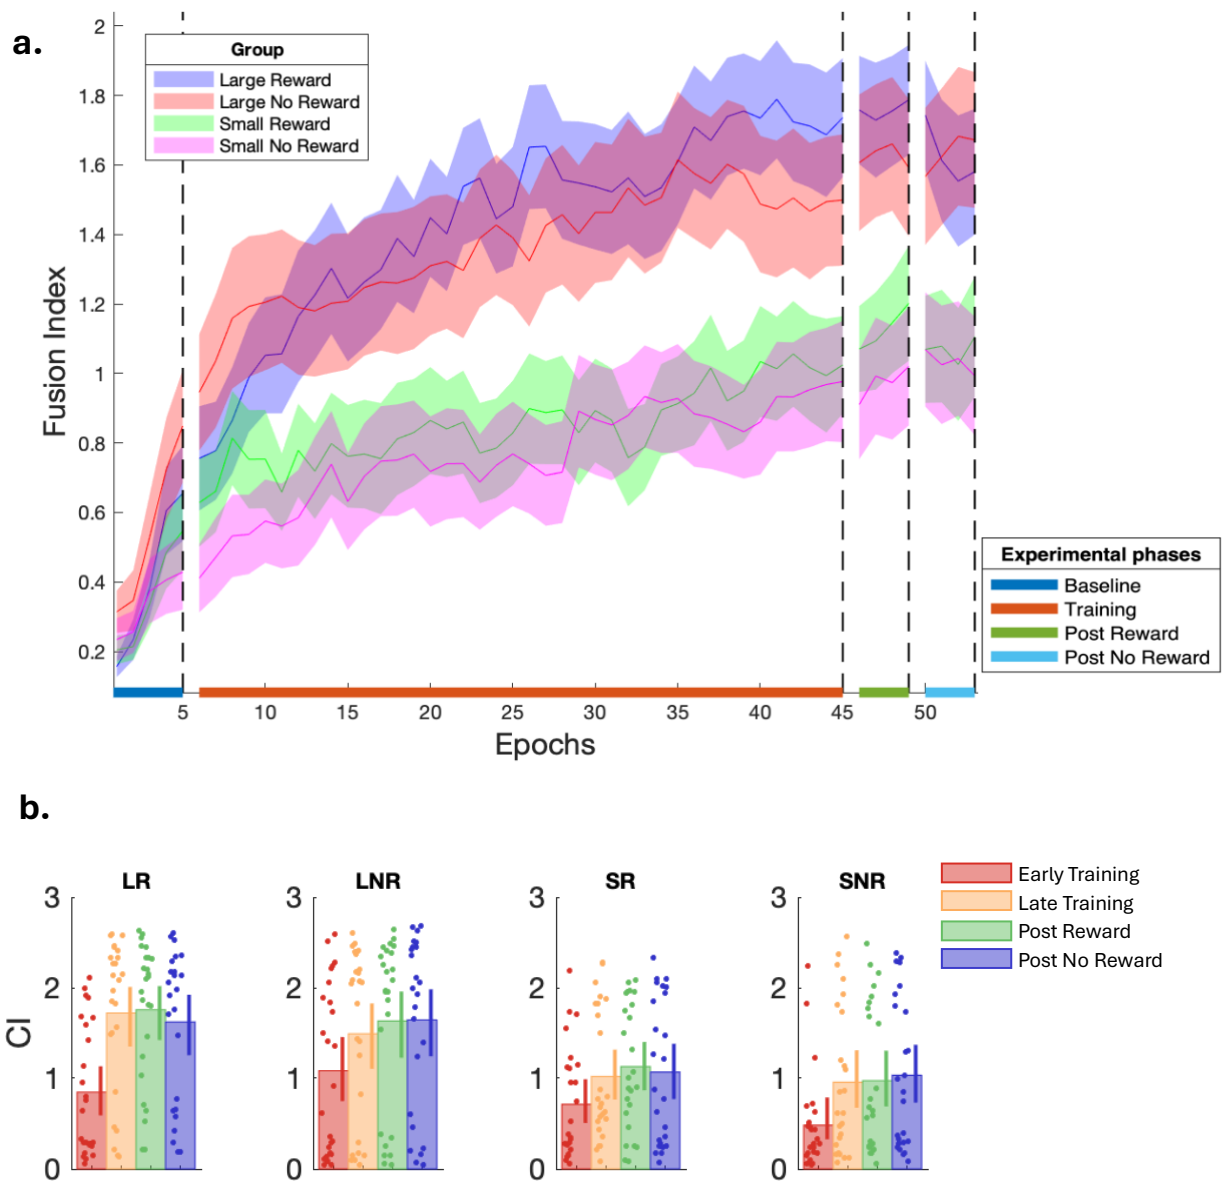 a.
Group
Large Reward
Large No Reward
Small Reward
Small No Reward
2
1.8
1.6
1.4
1.2
1
0.8
0.6
0.4
0.2
Fusion Index
5 10 15 20 25 30 35 40 45 50
Epochs
Experimental phases
Baseline
Training
Post Reward
Post No Reward
b.
LR LNR SR SNR
3 3 3 3
2 2 2 2
1 1 1 1
0 0 0 0
CI
Early Training
Late Training
Post Reward
Post No Reward